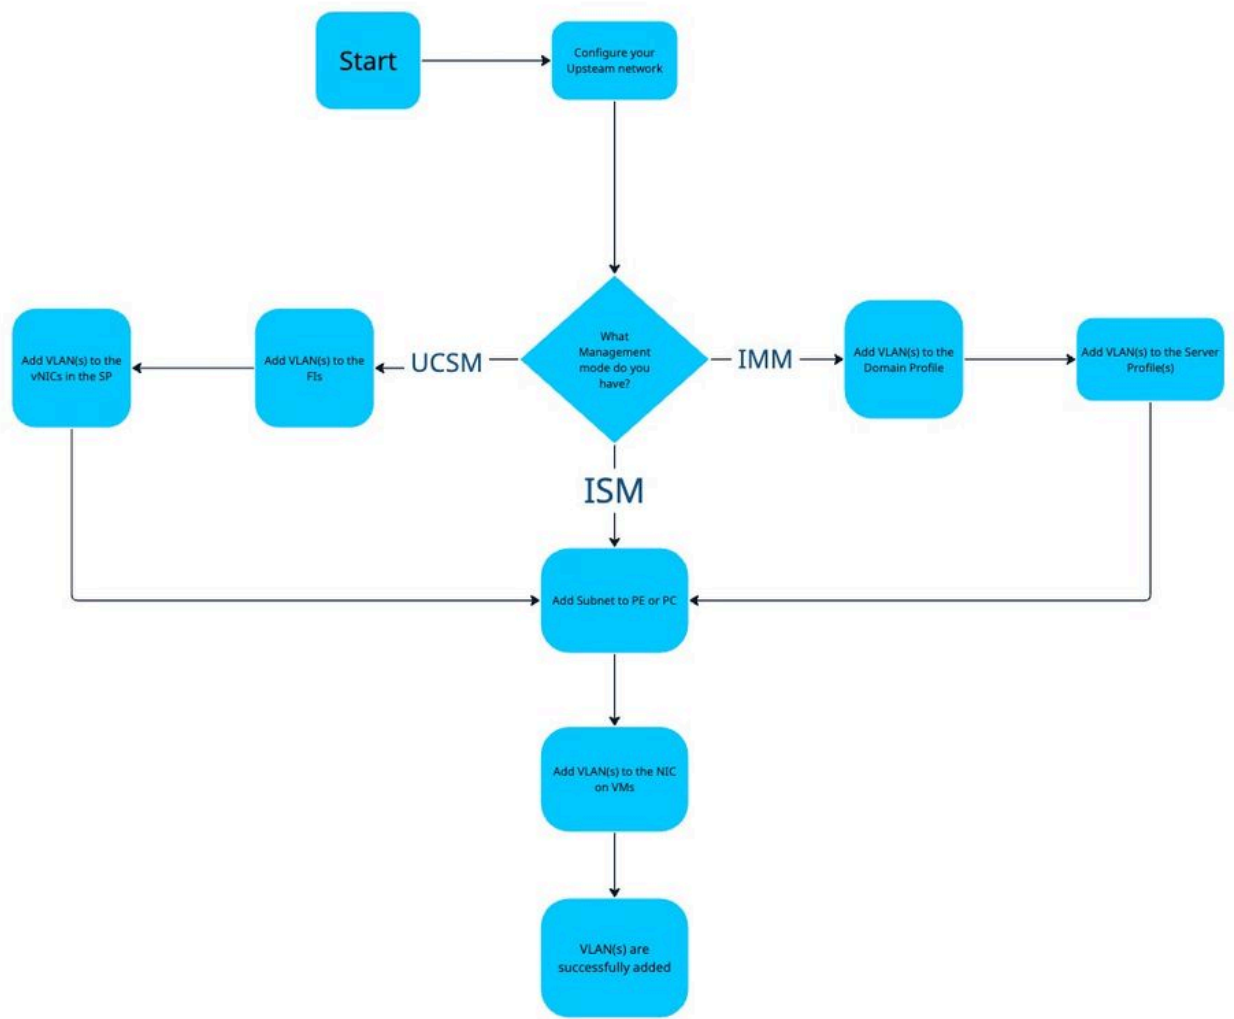 Start
Configure your
Upsteam network
What
Management
mode do you
have?
UCSM
Add VLAN(s) to the
FIs
Add VLAN(s) to the
vNICs in the SP
IMM
Add VLAN(s) to the
Domain Profile
Add VLAN(s) to the Server
Profile(s)
ISM
Add Subnet to PE or PC
Add VLAN(s) to the NIC
on VMs
VLAN(s) are
successfully added